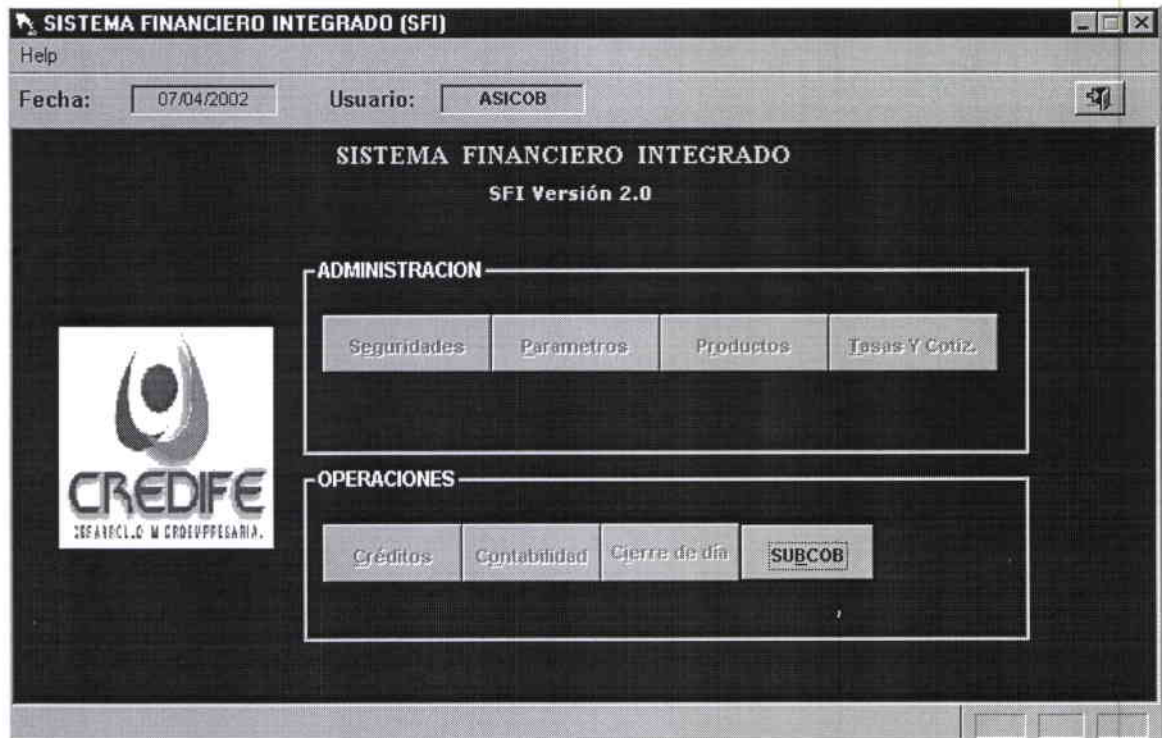 SISTEMA FINANCIERO INTEGRADO (SFI)
Help
Fecha: 07/04/2002 Usuario: ASICOB
SISTEMA FINANCIERO INTEGRADO
SFI Versión 2.0
ADMINISTRACION
Seguridades Parametros Productos Tasas Y Cotiz.
CREDIFE
OPERACIONES
Créditos Contabilidad Cierre de día SUBCOB